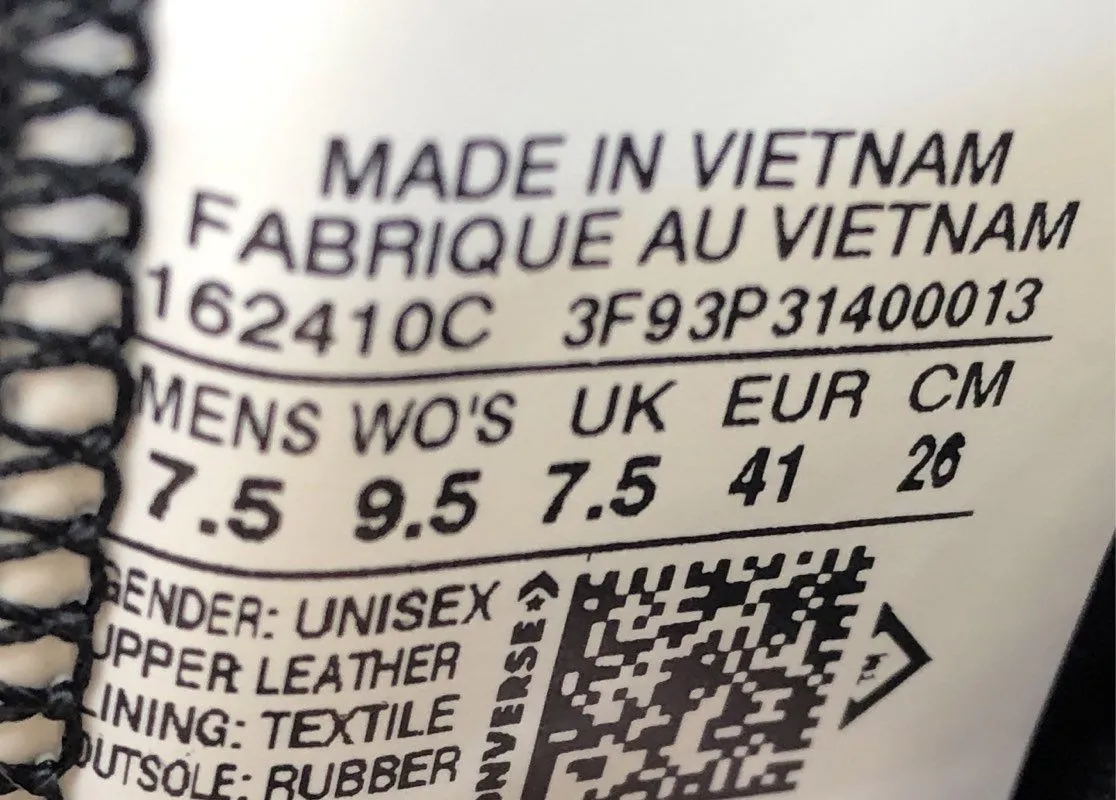 MADE IN VIETNAM
FABRIQUE AU VIETNAM
162410C 3F93P31400013
MENS WO'S UK EUR CM
7.5 9.5 7.5 41 26
GENDER: UNISEX
UPPER LEATHER
LINING: TEXTILE
OUTSOLE: RUBBER
CONVERSE